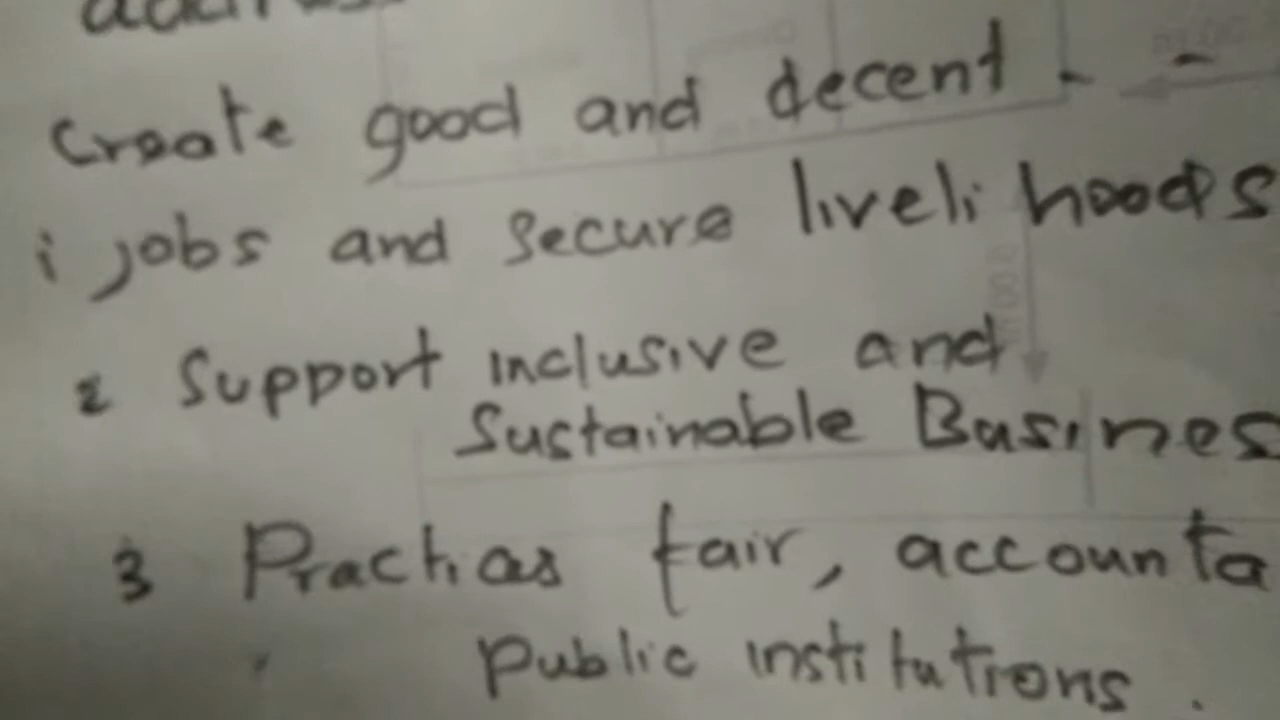 Create good and decent - -
i jobs and secure livelihoods
2 Support inclusive and
Sustainable Busines
3 Practias fair, accounta
public institutions.